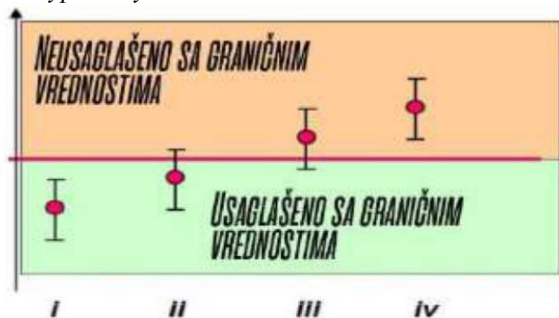 NEUSAGLAŠENO SA GRANIČNIM
VREDNOSTIMA
USAGLAŠENO SA GRANIČNIM
VREDNOSTIMA
i ii iii iv